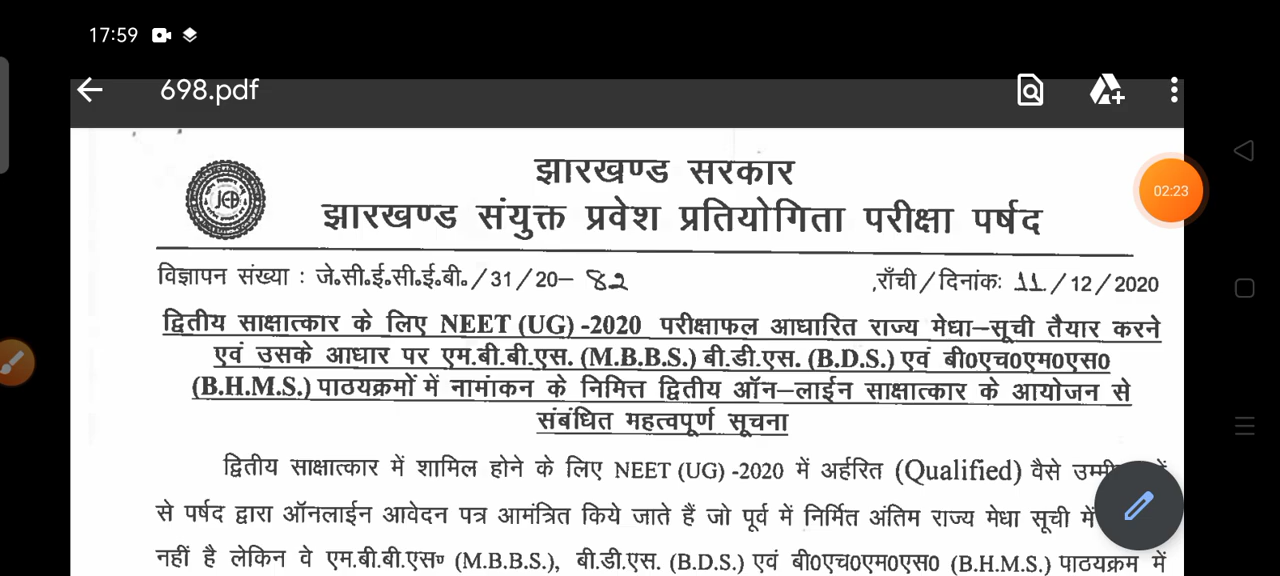 17:59
698.pdf
02:23
JCEB
झारखण्ड सरकार
झारखण्ड संयुक्त प्रवेश प्रतियोगिता परीक्षा पर्षद
विज्ञापन संख्या : जे॰सी॰ई॰सी॰ई॰बी॰/31/20–82 राँची/दिनांकः 11/12/2020
द्वितीय साक्षात्कार के लिए NEET (UG) -2020 परीक्षाफल आधारित राज्य मेधा–सूची तैयार करने
एवं उसके आधार पर एम.बी.बी.एस. (M.B.B.S.) बी.डी.एस. (B.D.S.) एवं बी0एच0एम0एस0
(B.H.M.S.) पाठयक्रमों में नामांकन के निमित्त द्वितीय ऑन–लाईन साक्षात्कार के आयोजन से
संबंधित महत्वपूर्ण सूचना
द्वितीय साक्षात्कार में शामिल होने के लिए NEET (UG) -2020 में अर्हरित (Qualified) वैसे
से पर्षद द्वारा ऑनलाईन आवेदन पत्र आमंत्रित किये जाते हैं जो पूर्व में निर्मित अंतिम राज्य मेधा सूची में
नहीं है लेकिन वे एम.बी.बी.एस॰ (M.B.B.S.), बी.डी.एस. (B.D.S.) एवं बी0एच0एम0एस0 (B.H.M.S.) पाठयक्रम में